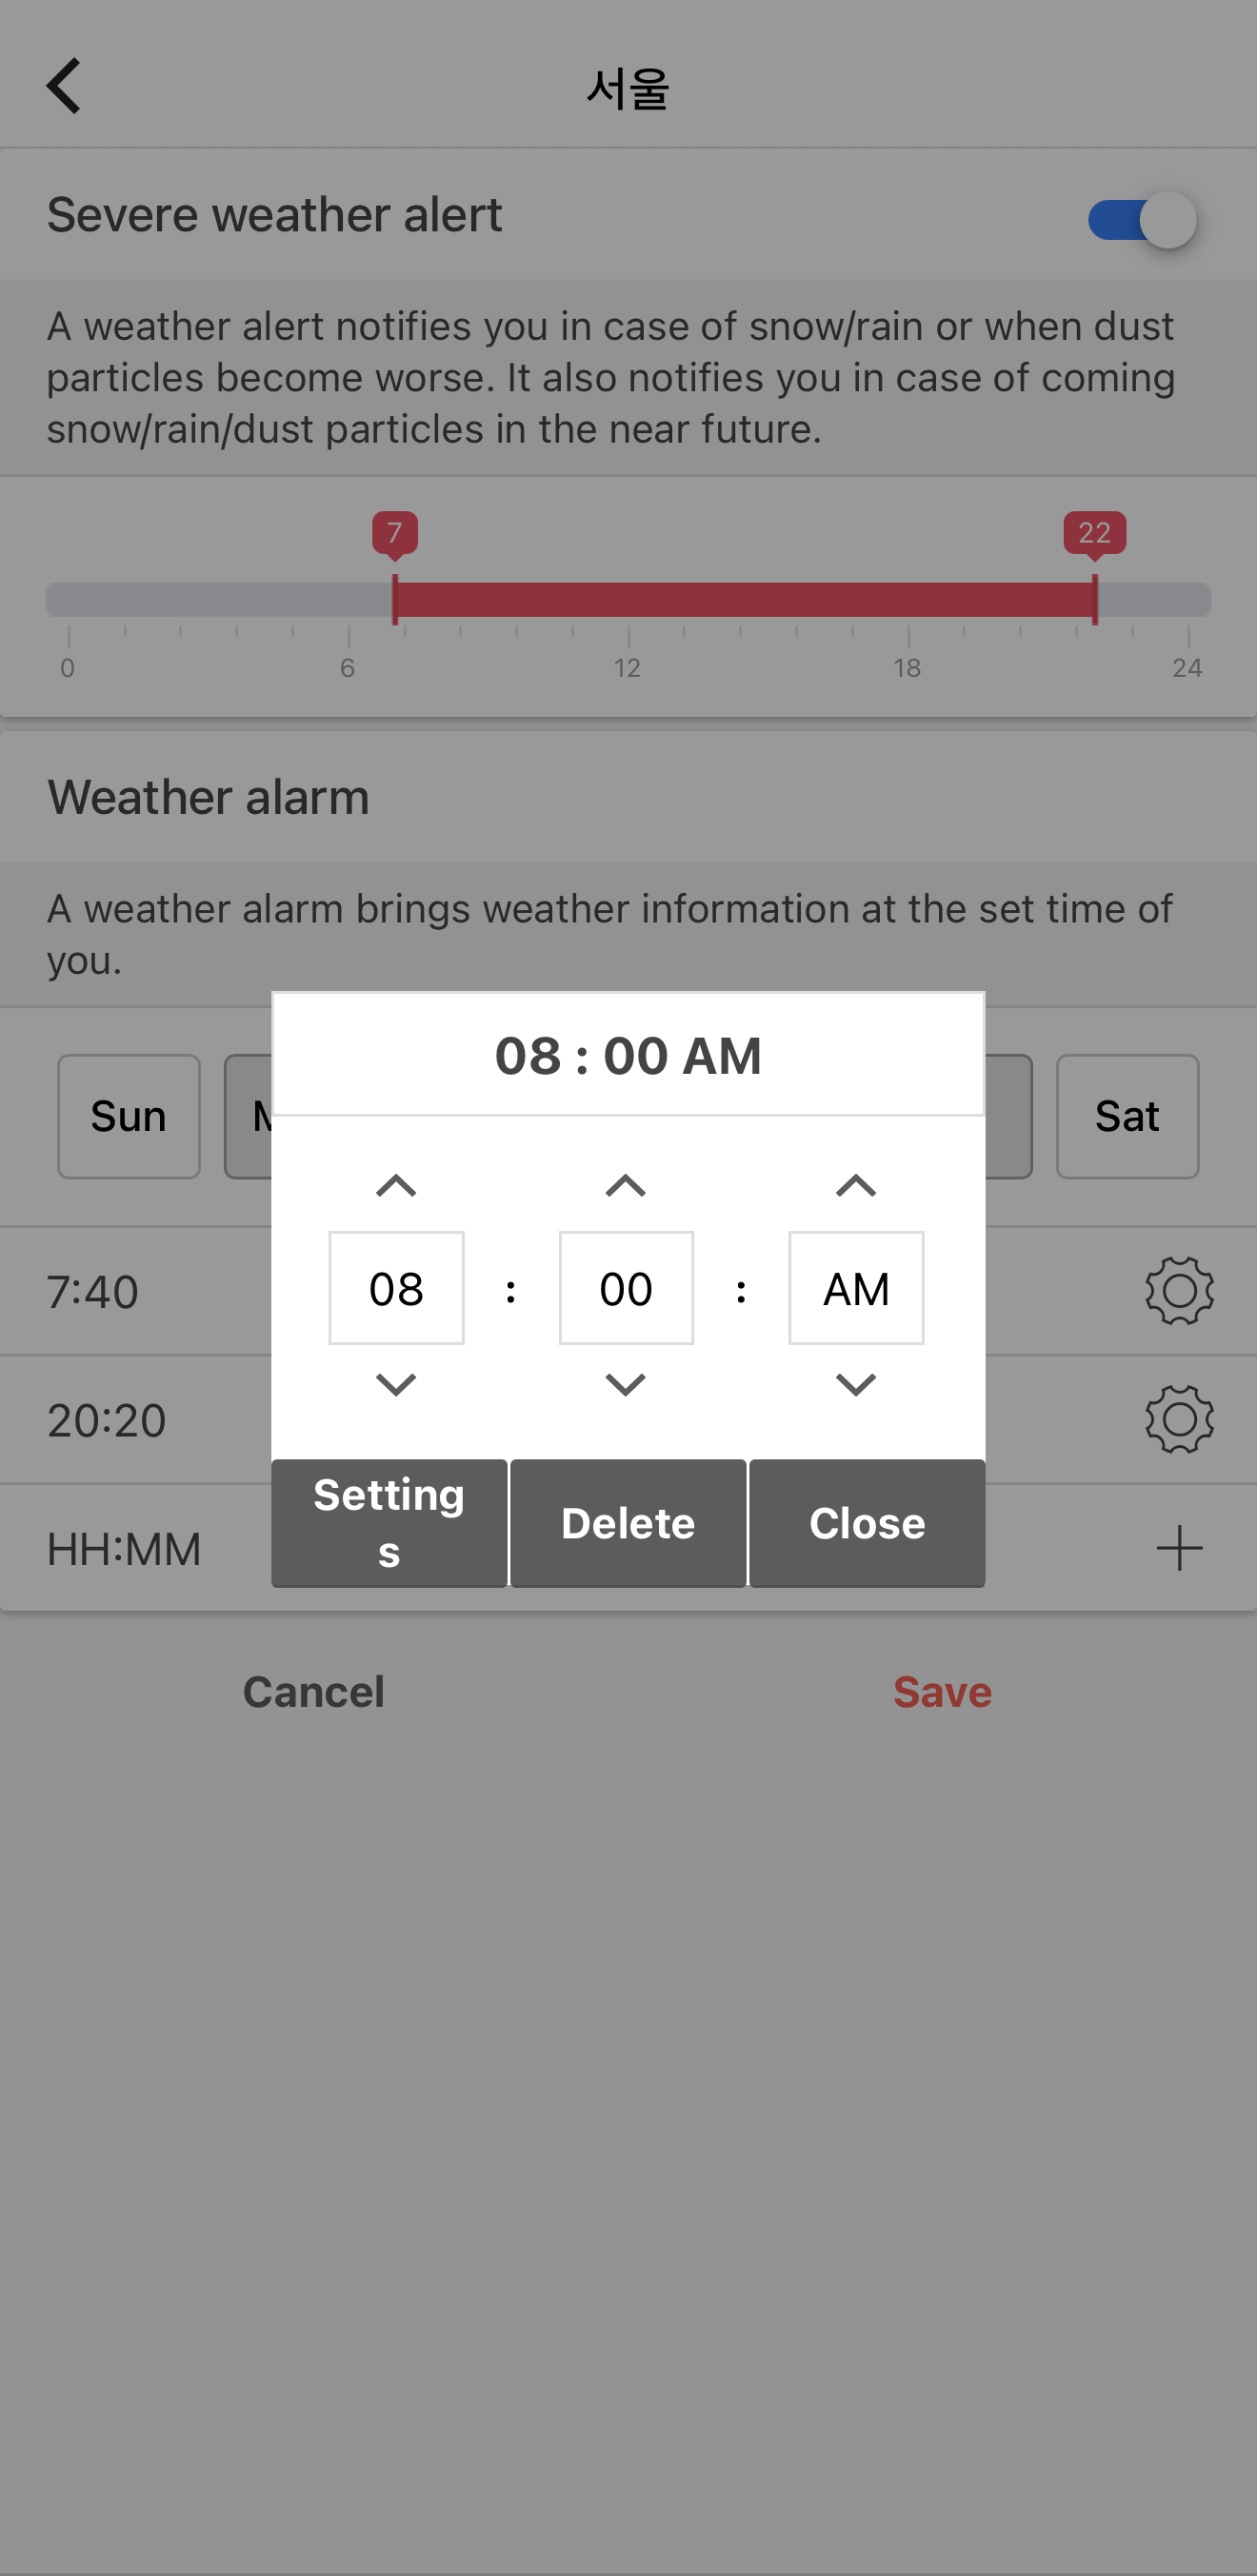 서울
Severe weather alert
A weather alert notifies you in case of snow/rain or when dust
particles become worse. It also notifies you in case of coming
snow/rain/dust particles in the near future.
7 22
0 6 12 18 24
Weather alarm
A weather alarm brings weather information at the set time of
you.
08 : 00 AM
Sun Sat
08 : 00 : AM
7:40
20:20
Setting
s
Delete
Close
HH:MM
Cancel Save